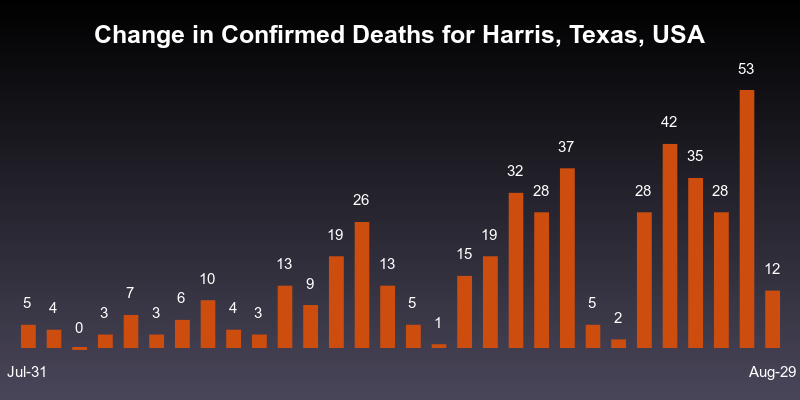 Change in Confirmed Deaths for Harris, Texas, USA
5 4 0 3 7 3 6 10 4 3 13 9 19 26 13 5 1 15 19 32 28 37 5 2 28 42 35 28 53 12
Jul-31 Aug-29